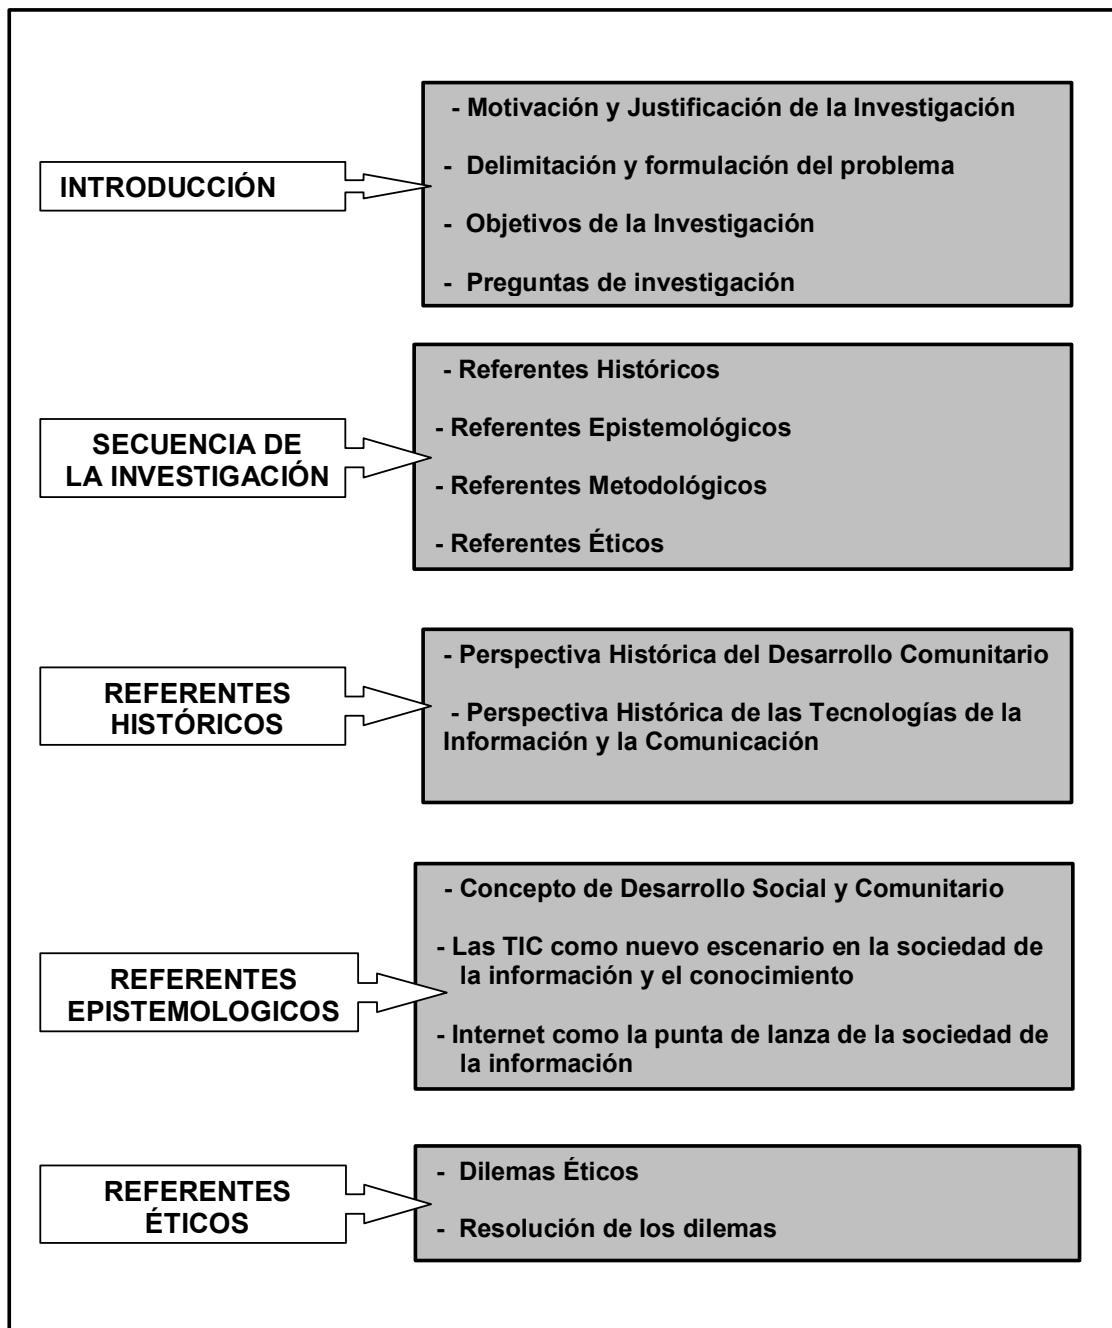 INTRODUCCIÓN
- Motivación y Justificación de la Investigación
- Delimitación y formulación del problema
- Objetivos de la Investigación
- Preguntas de investigación
SECUENCIA DE
LA INVESTIGACIÓN
- Referentes Históricos
- Referentes Epistemológicos
- Referentes Metodológicos
- Referentes Éticos
REFERENTES
HISTÓRICOS
- Perspectiva Histórica del Desarrollo Comunitario
- Perspectiva Histórica de las Tecnologías de la
Información y la Comunicación
REFERENTES
EPISTEMOLOGICOS
- Concepto de Desarrollo Social y Comunitario
- Las TIC como nuevo escenario en la sociedad de
la información y el conocimiento
- Internet como la punta de lanza de la sociedad de
la información
REFERENTES
ÉTICOS
- Dilemas Éticos
- Resolución de los dilemas